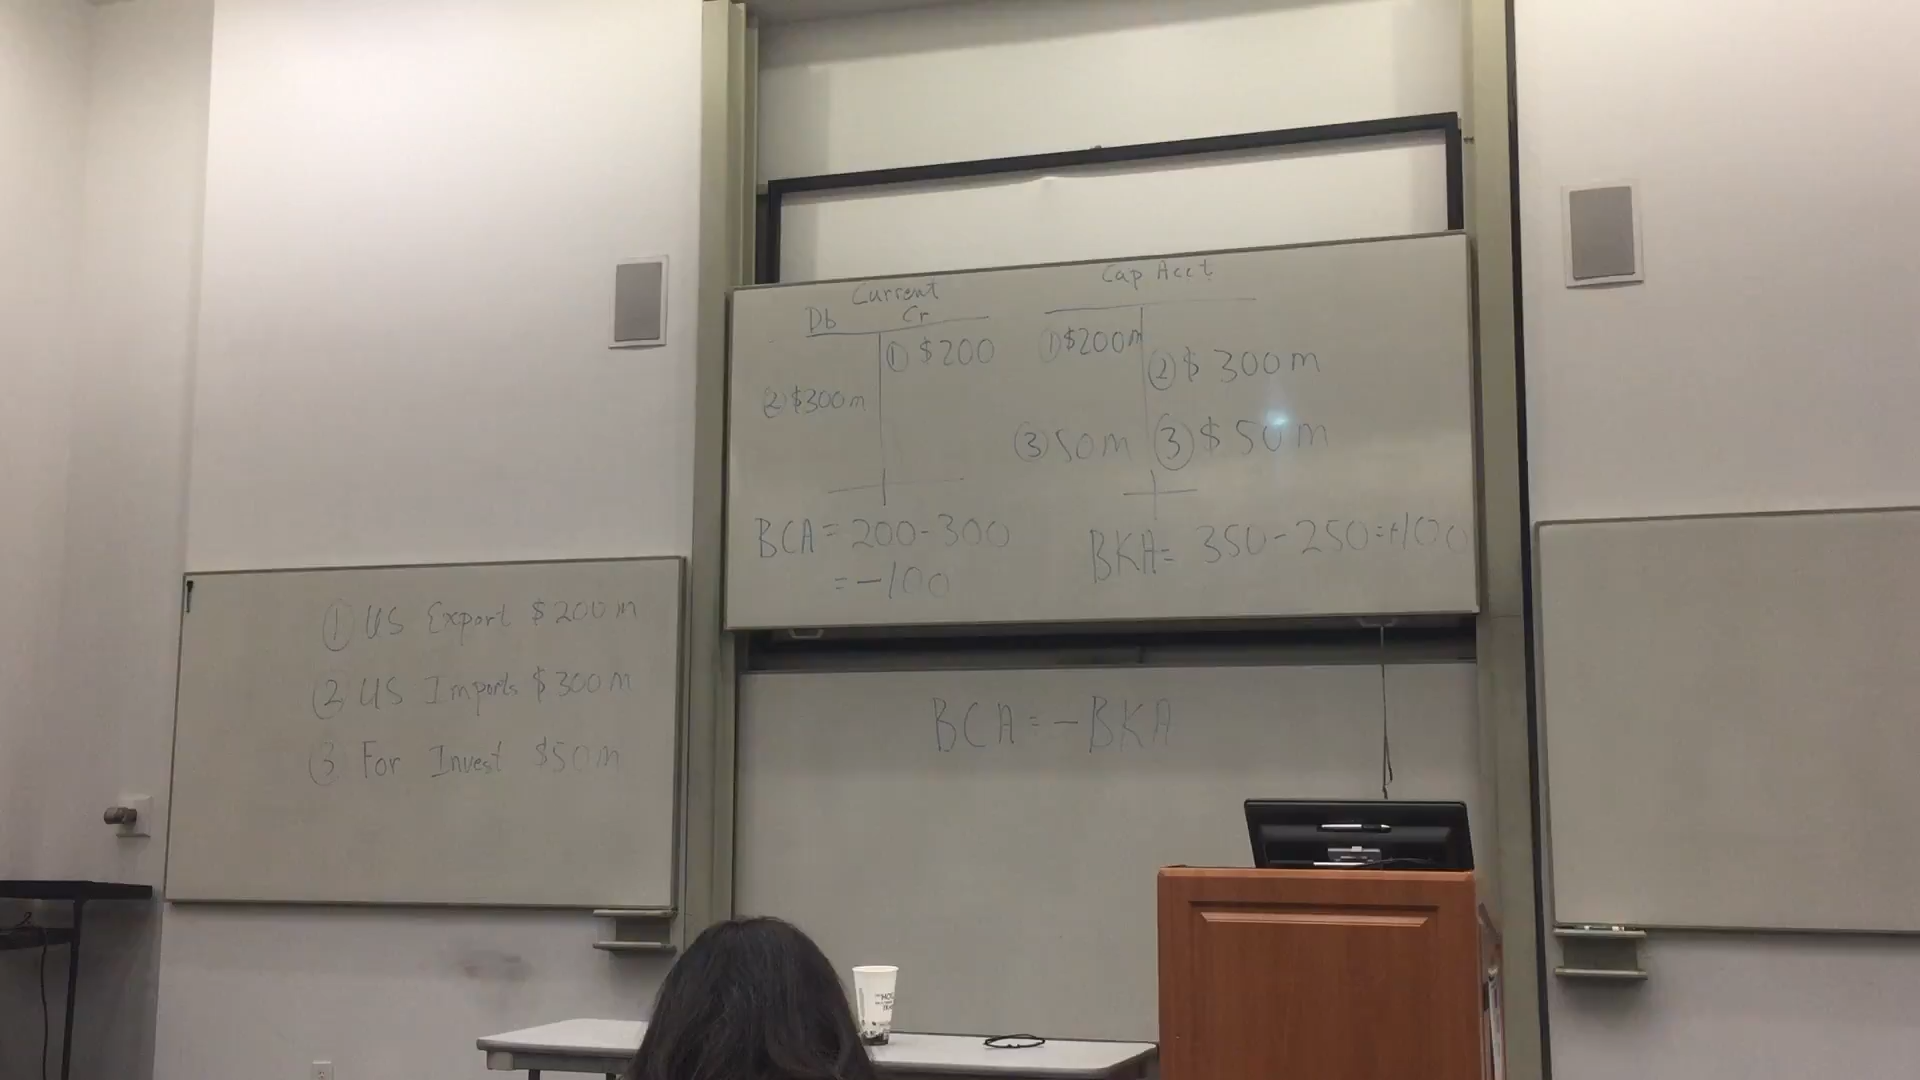 ① US Export $200m
② US Imports $300m
③ For Invest $50m
Current
Db Cr
① $200
② $300m
BCA = 200-300
= -100
Cap Acct
① $200m
② $300m
③ 50m ③ $50m
BKA = 350-250=+100
BCA = -BKA